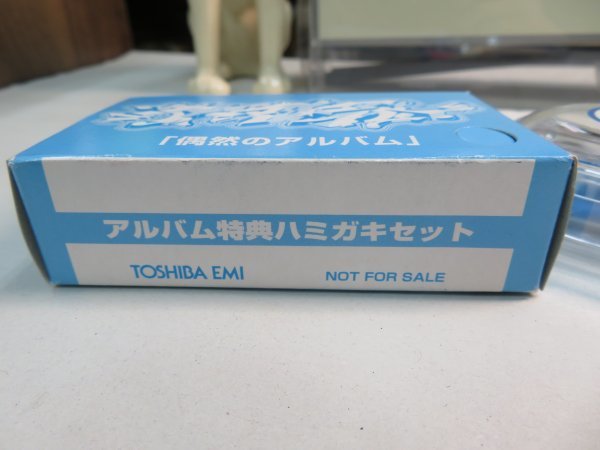 「偶然のアルバム」
アルバム特典ハミガキセット
TOSHIBA EMI
NOT FOR SALE